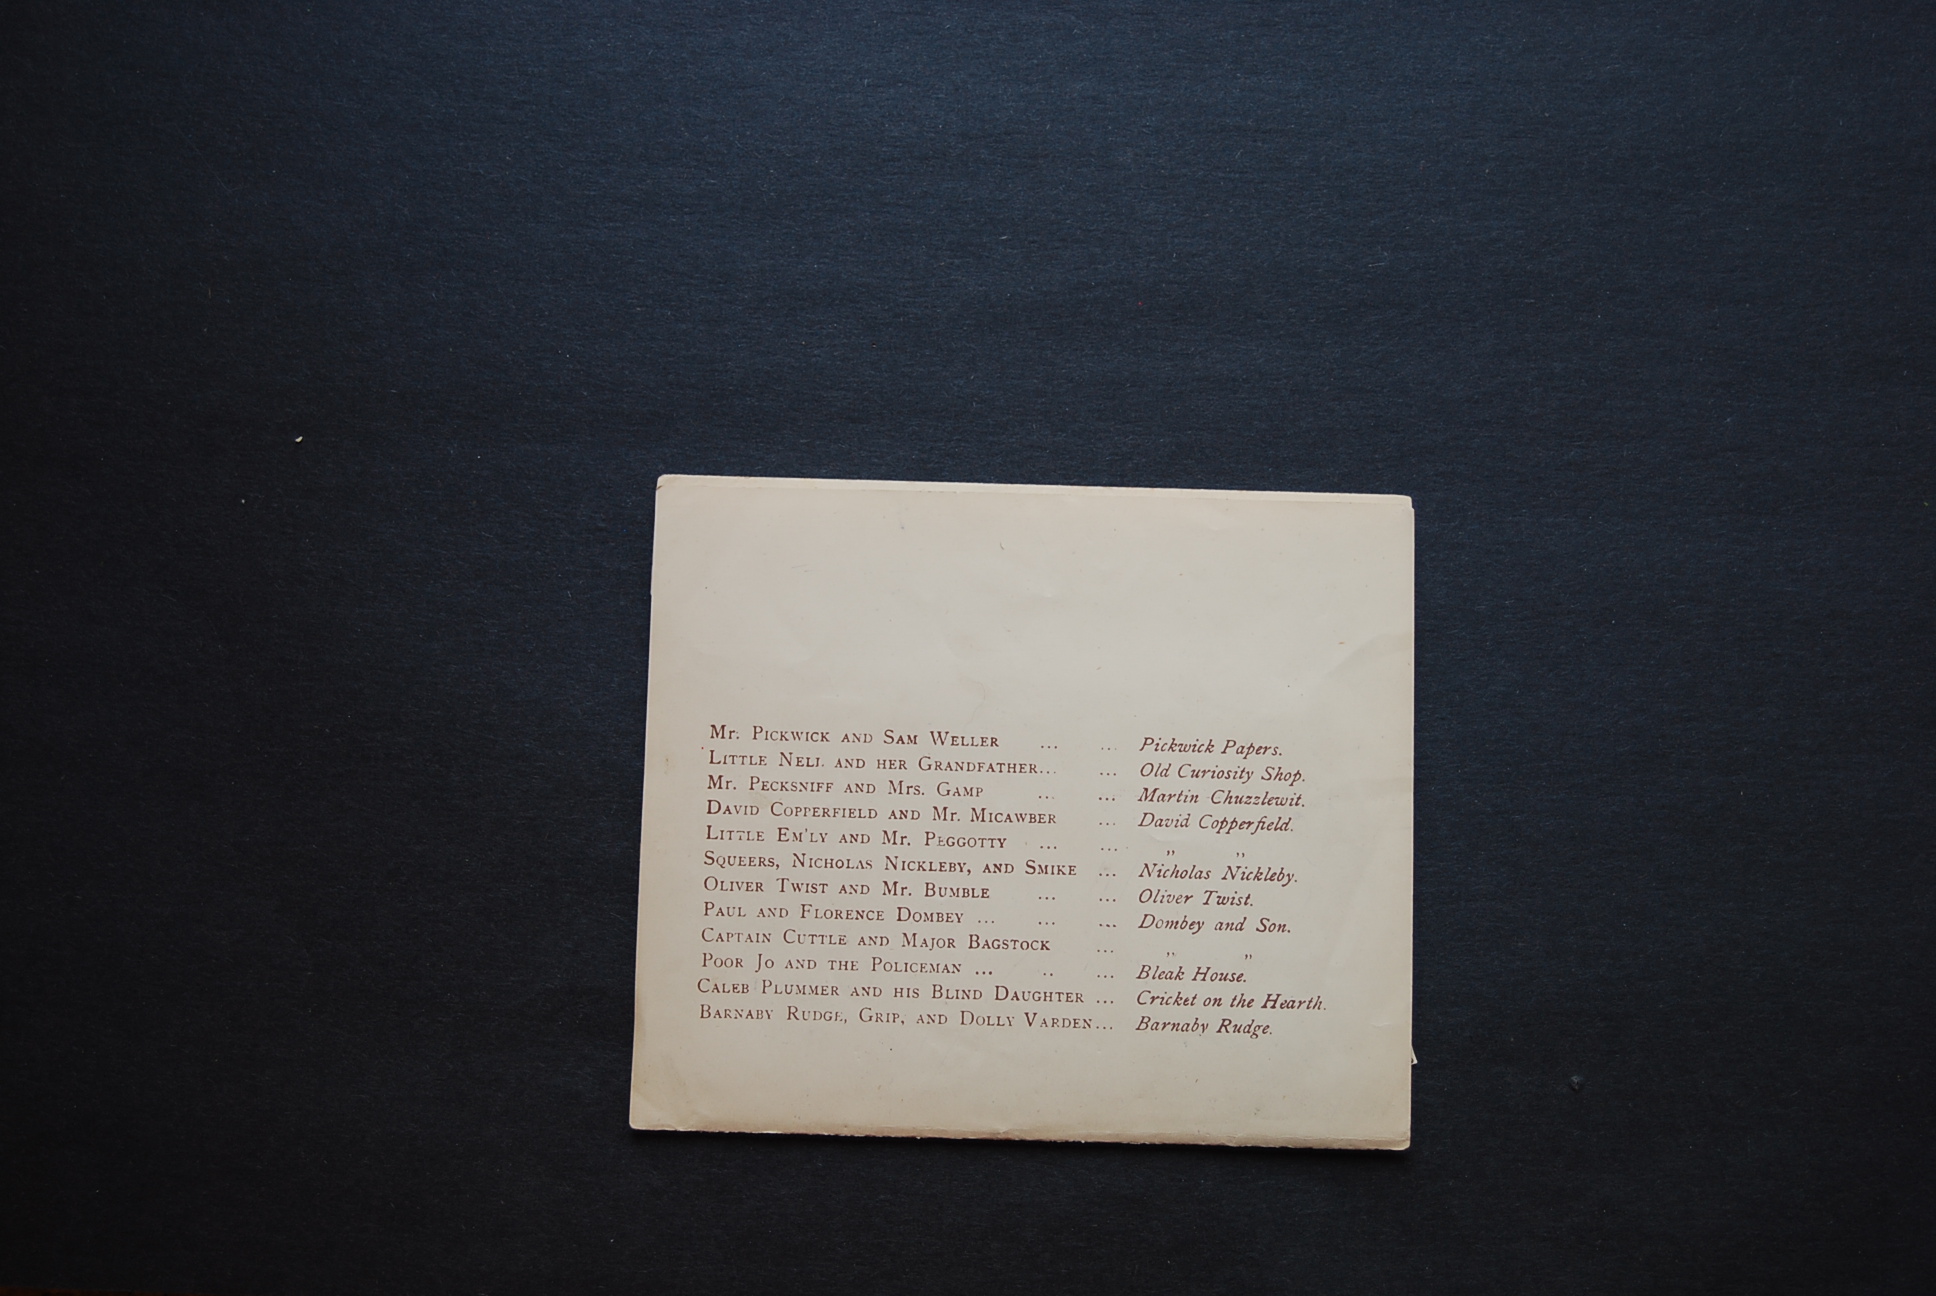 Mr. Pickwick and Sam Weller ... ... Pickwick Papers.
Little Nell and her Grandfather... ... Old Curiosity Shop.
Mr. Pecksniff and Mrs. Gamp ... ... Martin Chuzzlewit.
David Copperfield and Mr. Micawber ... David Copperfield.
Little Em'ly and Mr. Peggotty ... ... „ „
Squeers, Nicholas Nickleby, and Smike ... Nicholas Nickleby.
Oliver Twist and Mr. Bumble ... ... Oliver Twist.
Paul and Florence Dombey ... ... ... Dombey and Son.
Captain Cuttle and Major Bagstock ... „ „
Poor Jo and the Policeman ... .. ... Bleak House.
Caleb Plummer and his Blind Daughter ... Cricket on the Hearth.
Barnaby Rudge, Grip, and Dolly Varden... Barnaby Rudge.